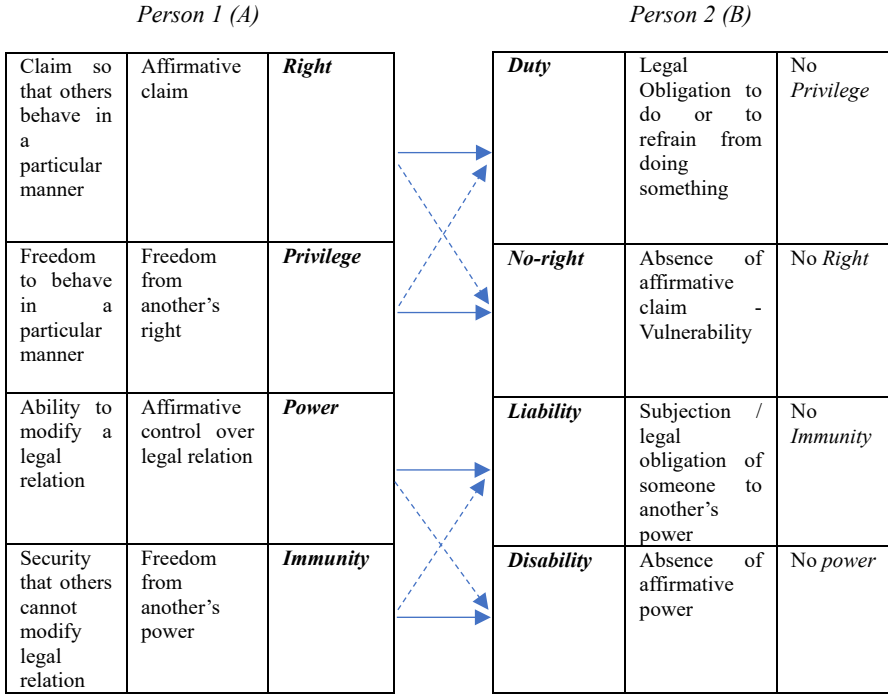 Person 1 (A)
Person 2 (B)
Claim so
that others
behave in
a
particular
manner
Affirmative
claim
Right
Duty
Legal
Obligation to
do or to
refrain from
doing
something
No
Privilege
Freedom
to behave
in a
particular
manner
Freedom
from
another's
right
Privilege
No-right
Absence of
affirmative
claim -
Vulnerability
No Right
Ability to
modify a
legal
relation
Affirmative
control over
legal relation
Power
Liability
Subjection /
legal
obligation of
someone to
another's
power
No
Immunity
Security
that others
cannot
modify
legal
relation
Freedom
from
another's
power
Immunity
Disability
Absence of
affirmative
power
No power